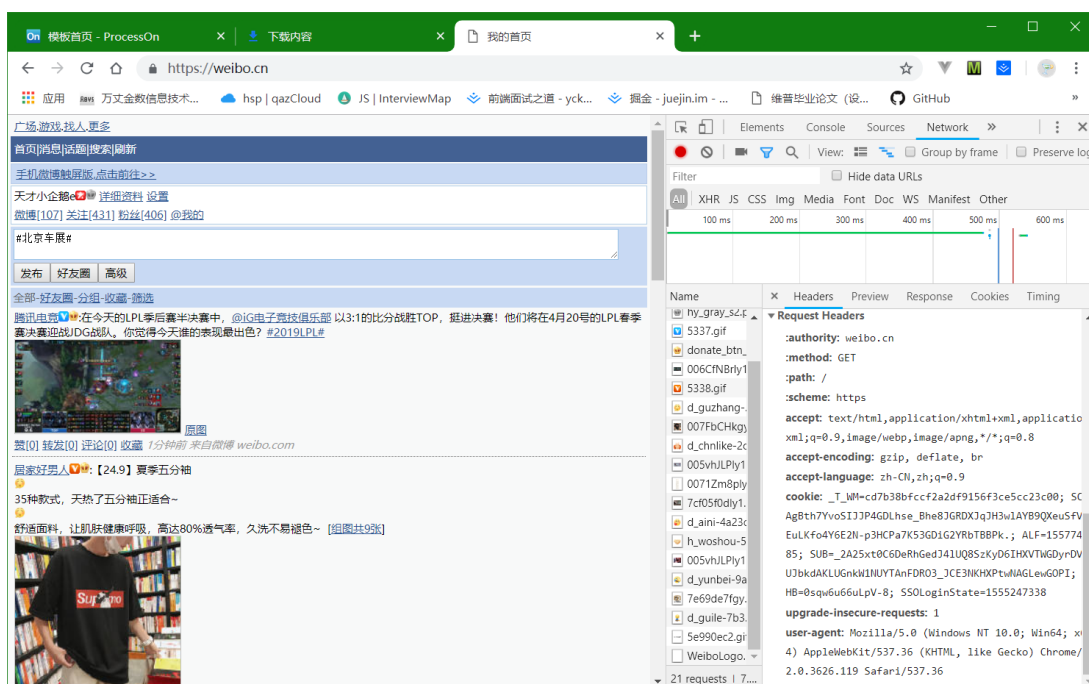 模板首页 - ProcessOn
下载内容
我的首页
https://weibo.cn
应用
万丈金数信息技术...
hsp | qazCloud
JS | InterviewMap
前端面试之道 - yck...
掘金 - juejin.im - ...
维普毕业论文（设...
GitHub
»
广场,游戏,找人,更多
首页|消息|话题|搜索|刷新
手机微博触屏版,点击前往>>
天才小企鹅e 详细资料 设置
微博[107] 关注[431] 粉丝[406] @我的
#北京车展#
发布 好友圈 高级
全部-好友圈-分组-收藏-筛选
腾讯电竞:在今天的LPL季后赛半决赛中，@iG电子竞技俱乐部 以3:1的比分战胜TOP，挺进决赛！他们将在4月20号的LPL春季
赛决赛迎战JDG战队。你觉得今天谁的表现最出色？#2019LPL#
原图
赞[0] 转发[0] 评论[0] 收藏 1分钟前 来自微博 weibo.com
居家好男人:【24.9】夏季五分袖
35种款式，天热了五分袖正适合~
舒适面料，让肌肤健康呼吸，高达80%透气率，久洗不易褪色~ [组图共9张]
Elements Console Sources Network »
View: Group by frame Preserve log
Filter Hide data URLs
All XHR JS CSS Img Media Font Doc WS Manifest Other
100 ms 200 ms 300 ms 400 ms 500 ms 600 ms
Name
hy_gray_s2.p
5337.gif
donate_btn_
006CfNBrly1
5338.gif
d_guzhang-.
007FbCHkgy
d_chnlike-2c
005vhJLPly1
0071Zm8ply
7cf05f0dly1.
d_aini-4a23c
h_woshou-5
005vhJLPly1
d_yunbei-9a
7e69de7fgy.
d_guile-7b3.
5e990ec2.gi
WeiboLogo.
21 requests | 7....
Headers Preview Response Cookies Timing
Request Headers
:authority: weibo.cn
:method: GET
:path: /
:scheme: https
accept: text/html,application/xhtml+xml,applicatio
xml;q=0.9,image/webp,image/apng,*/*;q=0.8
accept-encoding: gzip, deflate, br
accept-language: zh-CN,zh;q=0.9
cookie: _T_WM=cd7b38bfccf2a2df9156f3ce5cc23c00; SC
AgBth7YvoSIJJP4GDLhse_Bhe8JGRDXJqJH3wlAYB9QXeuSfV
EuLKfo4Y6E2N-p3HCPa7K53GDiG2YRbTBBPk.; ALF=155774
85; SUB=_2A25xt0C6DeRhGedJ41UQ8SzKyD6IHXVTWGDyrDV
UJbkdAKLUGnkW1NUYTAnFDRO3_JCE3NKHXPtwNAGLewGOPI;
HB=0sqw6u66uLpV-8; SSOLoginState=1555247338
upgrade-insecure-requests: 1
user-agent: Mozilla/5.0 (Windows NT 10.0; Win64; x
4) AppleWebKit/537.36 (KHTML, like Gecko) Chrome/
2.0.3626.119 Safari/537.36